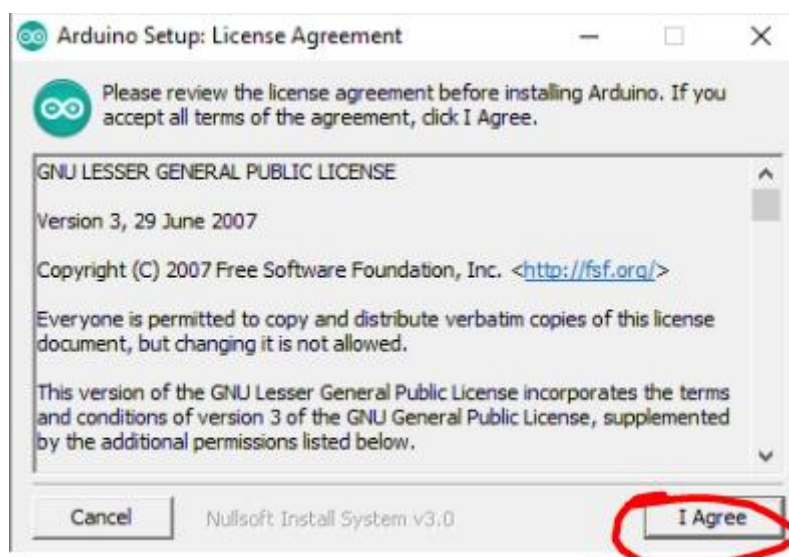 Arduino Setup: License Agreement
Please review the license agreement before installing Arduino. If you
accept all terms of the agreement, click I Agree.
GNU LESSER GENERAL PUBLIC LICENSE
Version 3, 29 June 2007
Copyright (C) 2007 Free Software Foundation, Inc. <http://fsf.org/>
Everyone is permitted to copy and distribute verbatim copies of this license
document, but changing it is not allowed.
This version of the GNU Lesser General Public License incorporates the terms
and conditions of version 3 of the GNU General Public License, supplemented
by the additional permissions listed below.
Cancel
Nullsoft Install System v3.0
I Agree